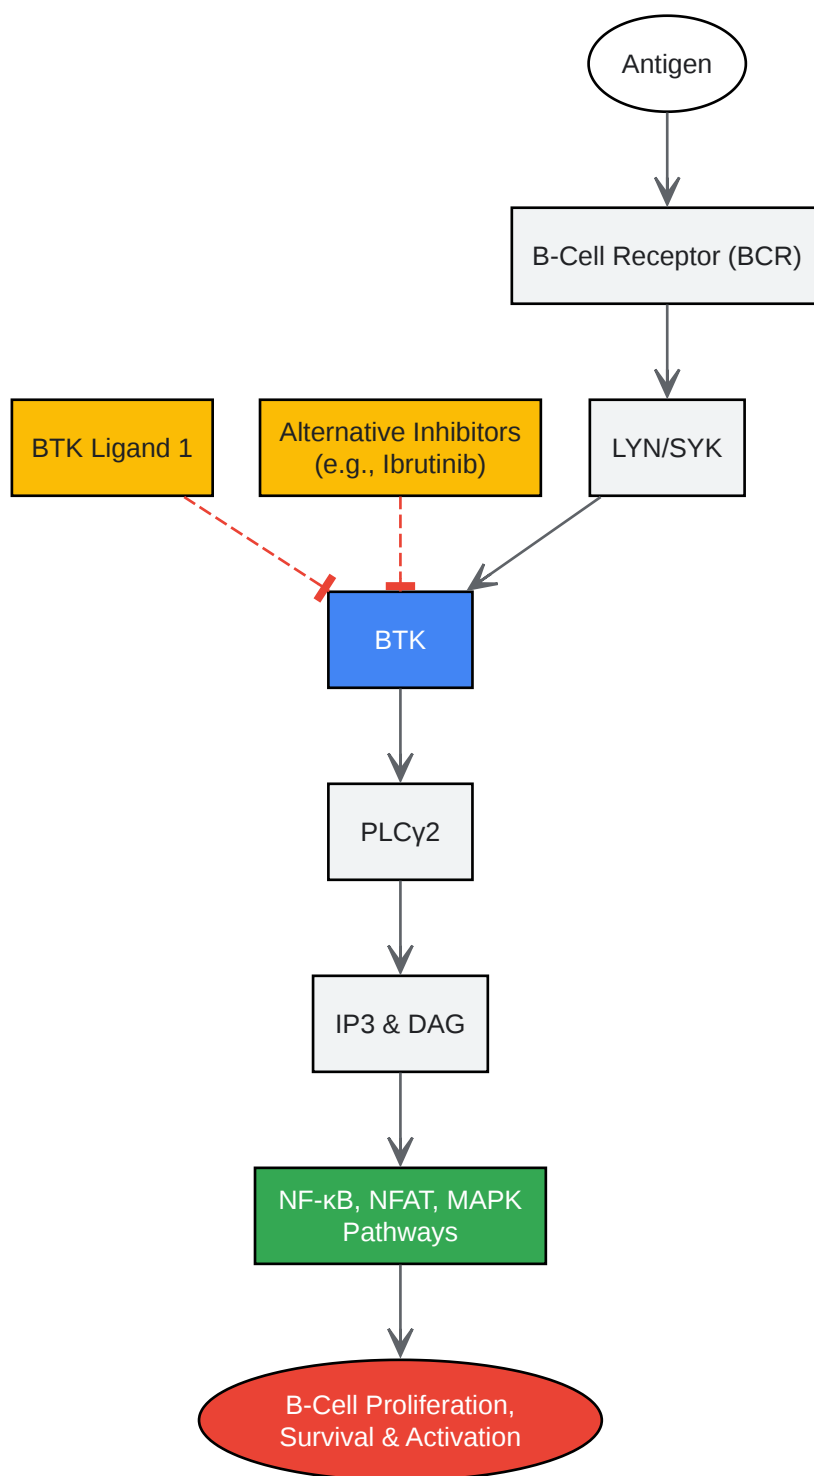 Antigen
B-Cell Receptor (BCR)
BTK Ligand 1
Alternative Inhibitors
(e.g., Ibrutinib)
LYN/SYK
BTK
PLCγ2
IP3 & DAG
NF-κB, NFAT, MAPK
Pathways
B-Cell Proliferation,
Survival & Activation